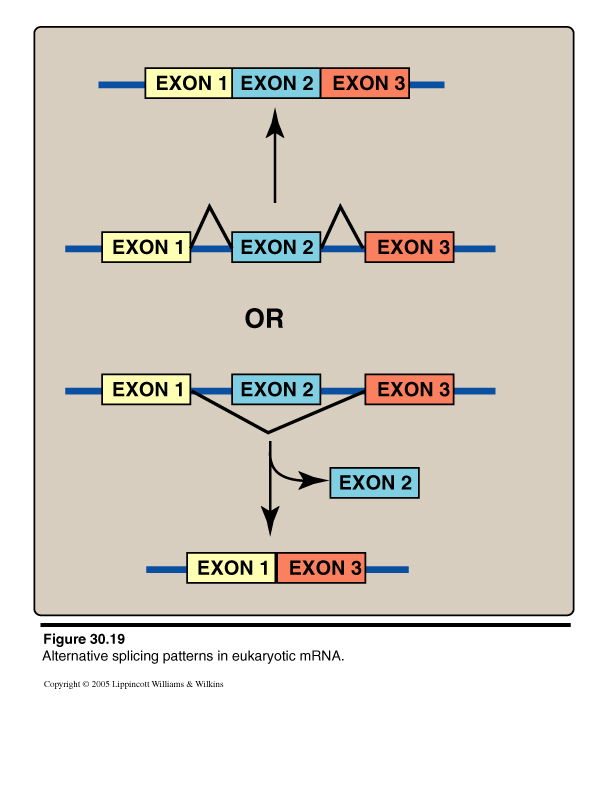 EXON 1 EXON 2 EXON 3
EXON 1 EXON 2 EXON 3
OR
EXON 1 EXON 2 EXON 3
EXON 2
EXON 1 EXON 3
Figure 30.19
Alternative splicing patterns in eukaryotic mRNA.
Copyright © 2005 Lippincott Williams & Wilkins